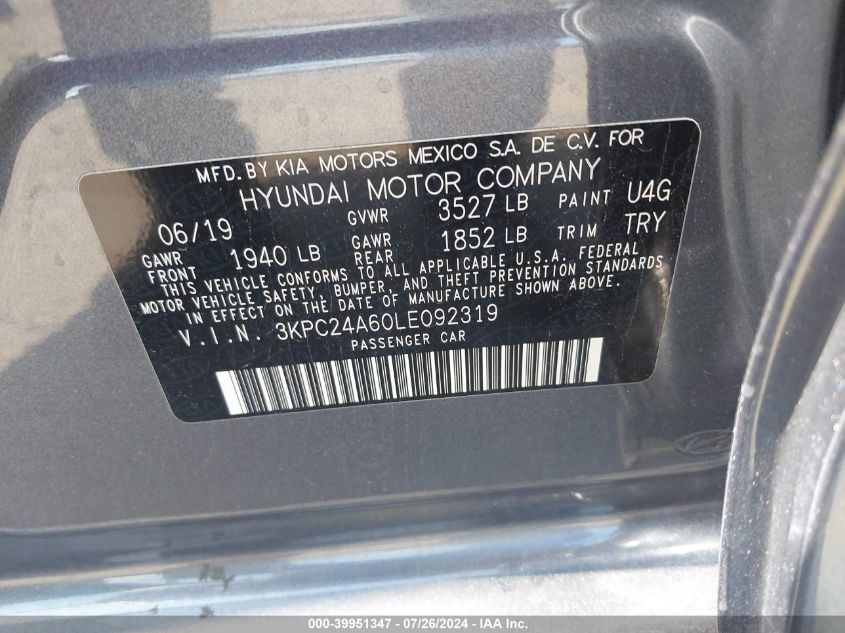 MFD. BY KIA MOTORS MEXICO S.A. DE C.V. FOR
HYUNDAI MOTOR COMPANY
06/19 GVWR 3527 LB PAINT U4G
GAWR FRONT 1940 LB GAWR REAR 1852 LB TRIM TRY
THIS VEHICLE CONFORMS TO ALL APPLICABLE U.S.A. FEDERAL
MOTOR VEHICLE SAFETY, BUMPER, AND THEFT PREVENTION STANDARDS
IN EFFECT ON THE DATE OF MANUFACTURE SHOWN ABOVE.
V.I.N. 3KPC24A60LE092319
PASSENGER CAR
000-39951347 - 07/26/2024 - IAA Inc.